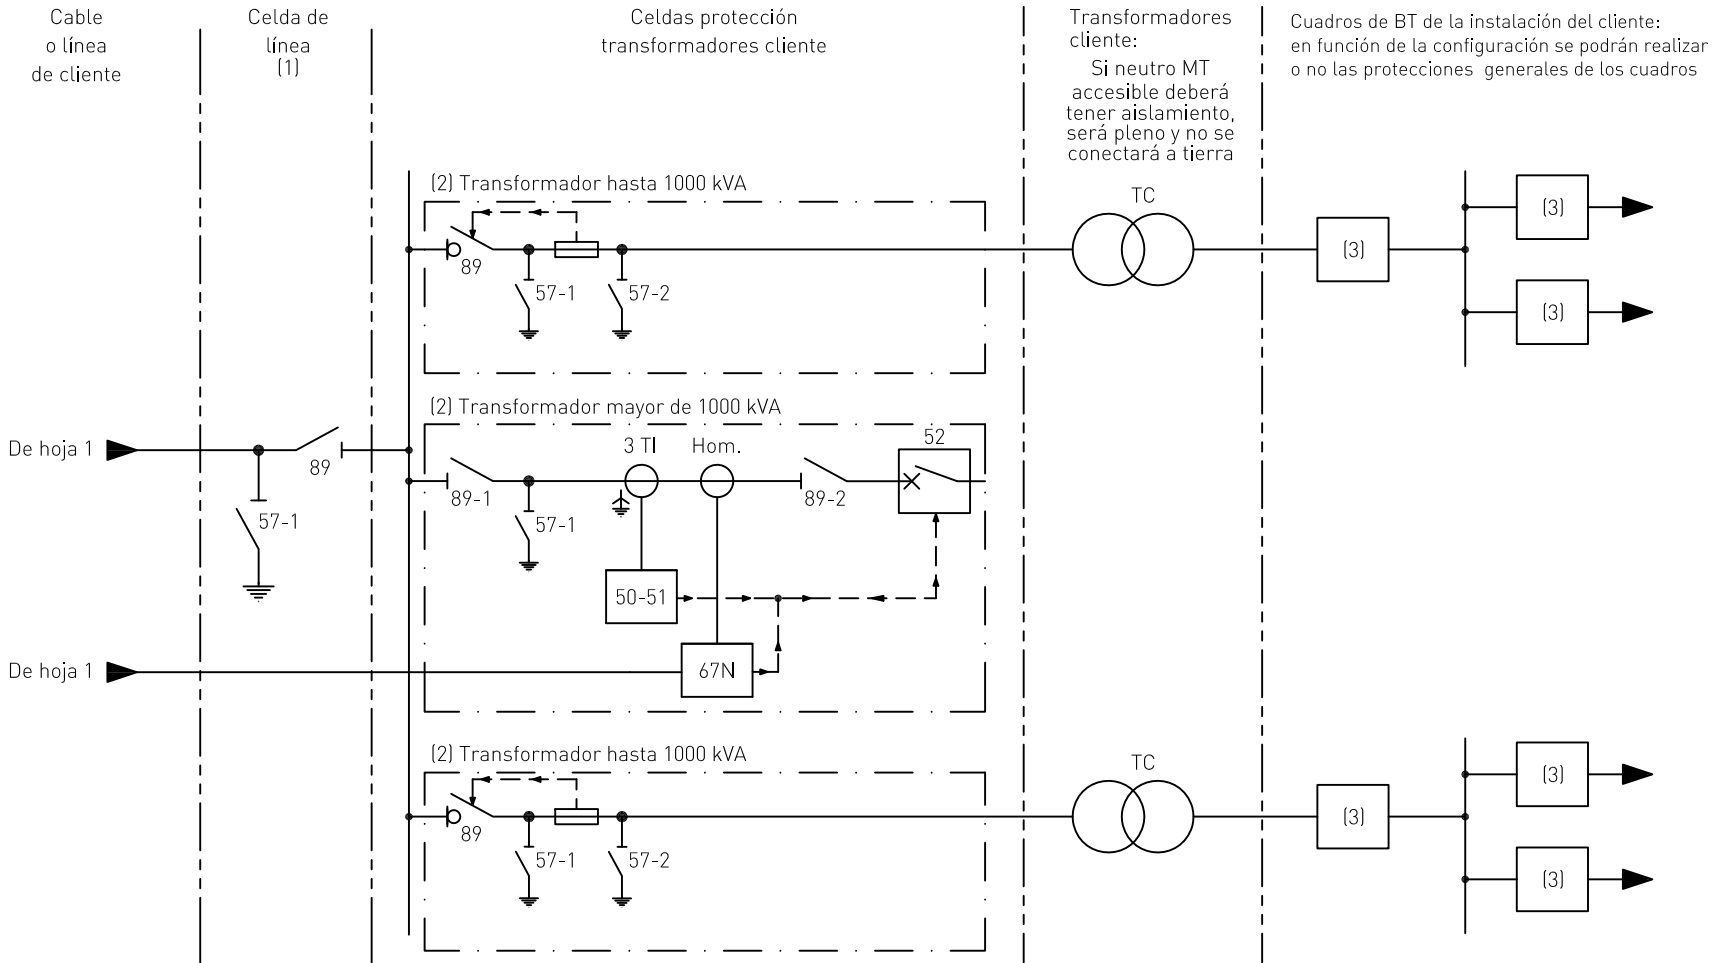 Cable
o línea
de cliente
Celda de
línea
(1)
Celdas protección
transformadores cliente
Transformadores
cliente:
Si neutro MT
accesible deberá
tener aislamiento,
será pleno y no se
conectará a tierra
Cuadros de BT de la instalación del cliente:
en función de la configuración se podrán realizar
o no las protecciones generales de los cuadros
(2) Transformador hasta 1000 kVA
89
57-1
57-2
TC
(3)
(3)
(3)
(2) Transformador mayor de 1000 kVA
De hoja 1
89
57-1
89-1
57-1
3 TI
Hom.
89-2
52
50-51
De hoja 1
67N
(2) Transformador hasta 1000 kVA
89
57-1
57-2
TC
(3)
(3)
(3)